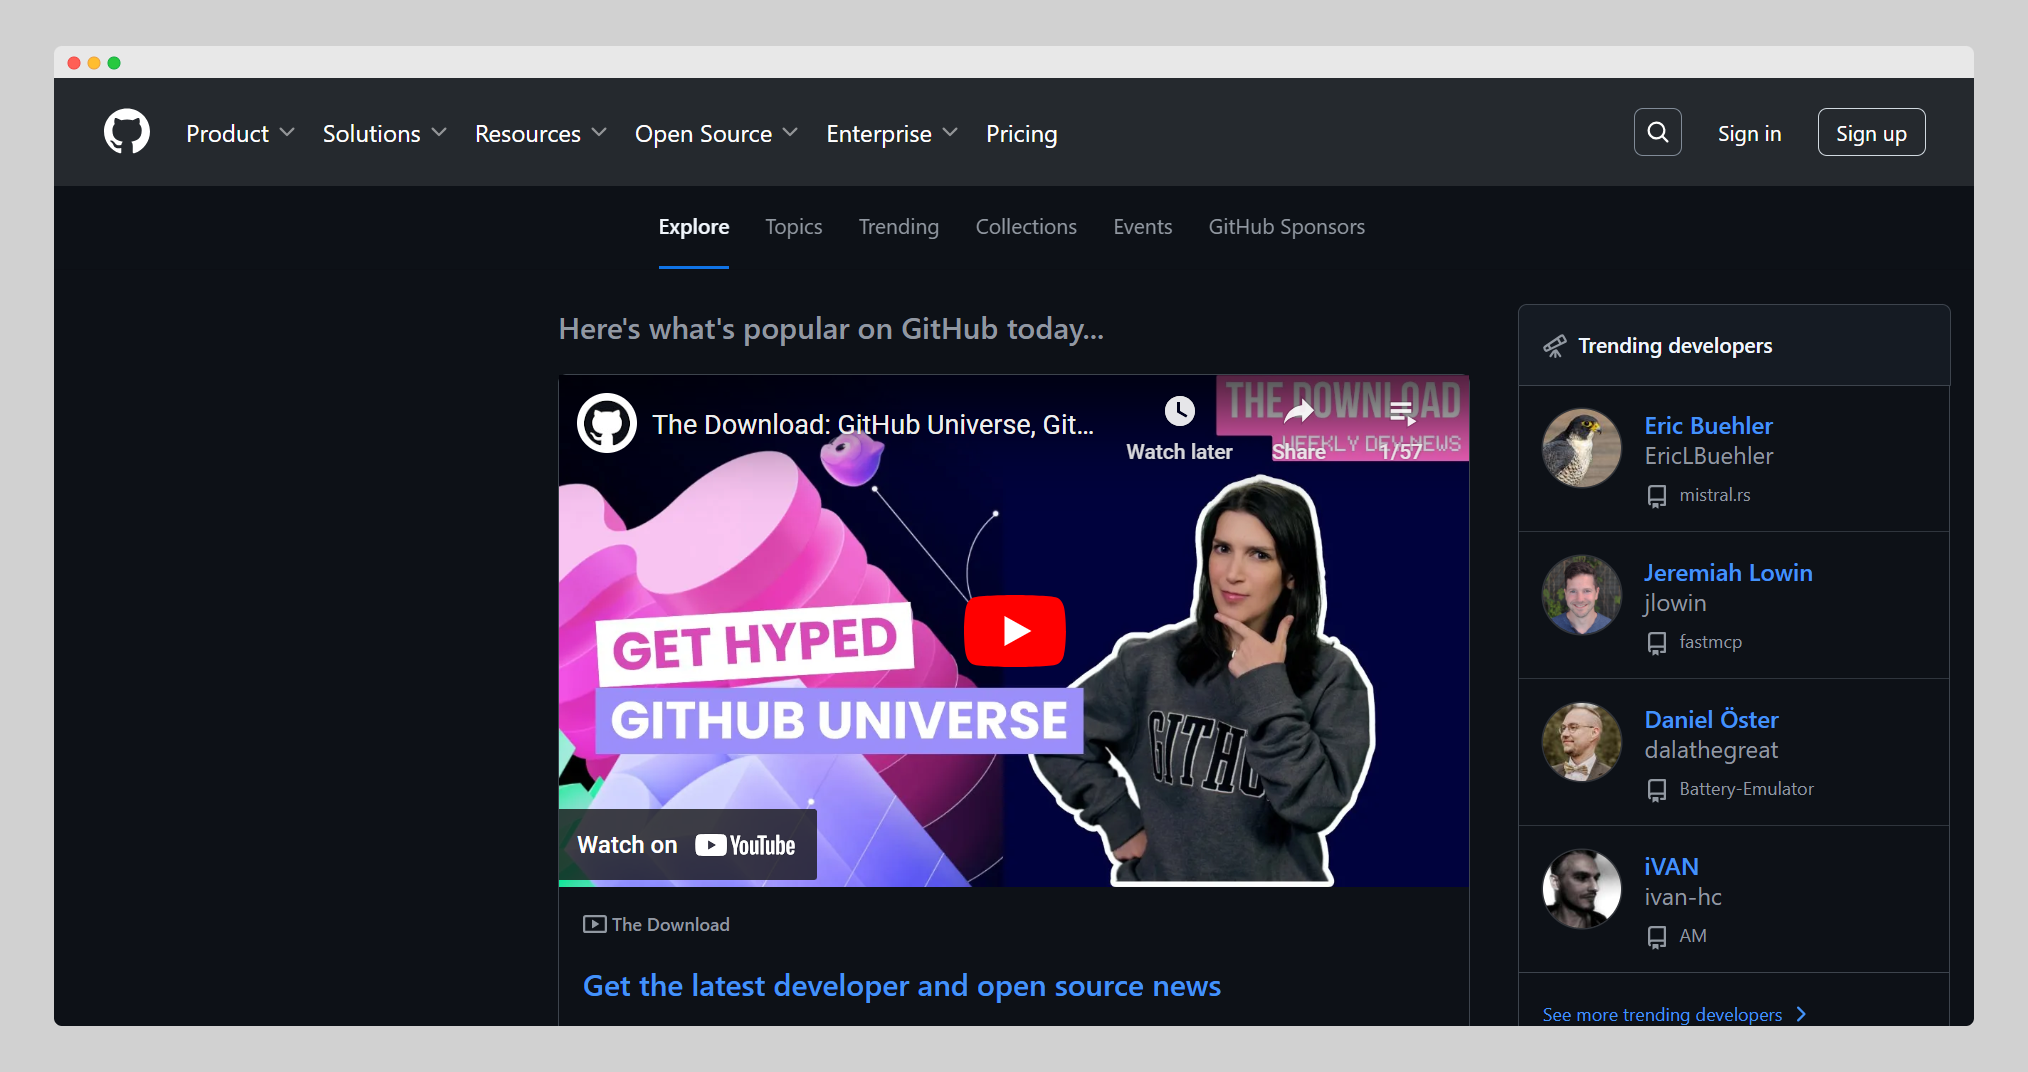 Product
Solutions
Resources
Open Source
Enterprise
Pricing
Sign in
Sign up
Explore
Topics
Trending
Collections
Events
GitHub Sponsors
Here's what's popular on GitHub today...
The Download: GitHub Universe, Git...
Watch later
Share
1/57
THE DOWNLOAD
WEEKLY DEV NEWS
GET HYPED
GITHUB UNIVERSE
GITHU
Watch on YouTube
The Download
Get the latest developer and open source news
Trending developers
Eric Buehler
EricLBuehler
mistral.rs
Jeremiah Lowin
jlowin
fastmcp
Daniel Öster
dalathegreat
Battery-Emulator
iVAN
ivan-hc
AM
See more trending developers